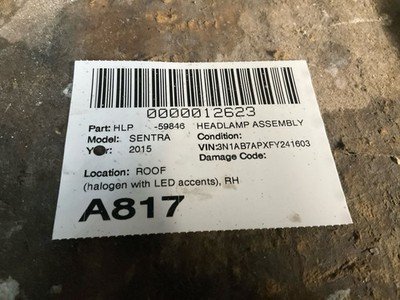 0000012623
Part: HLP -59846 HEADLAMP ASSEMBLY
Model: SENTRA Condition:
Year: 2015 VIN:3N1AB7APXFY241603
Damage Code:
Location: ROOF
(halogen with LED accents), RH
A817